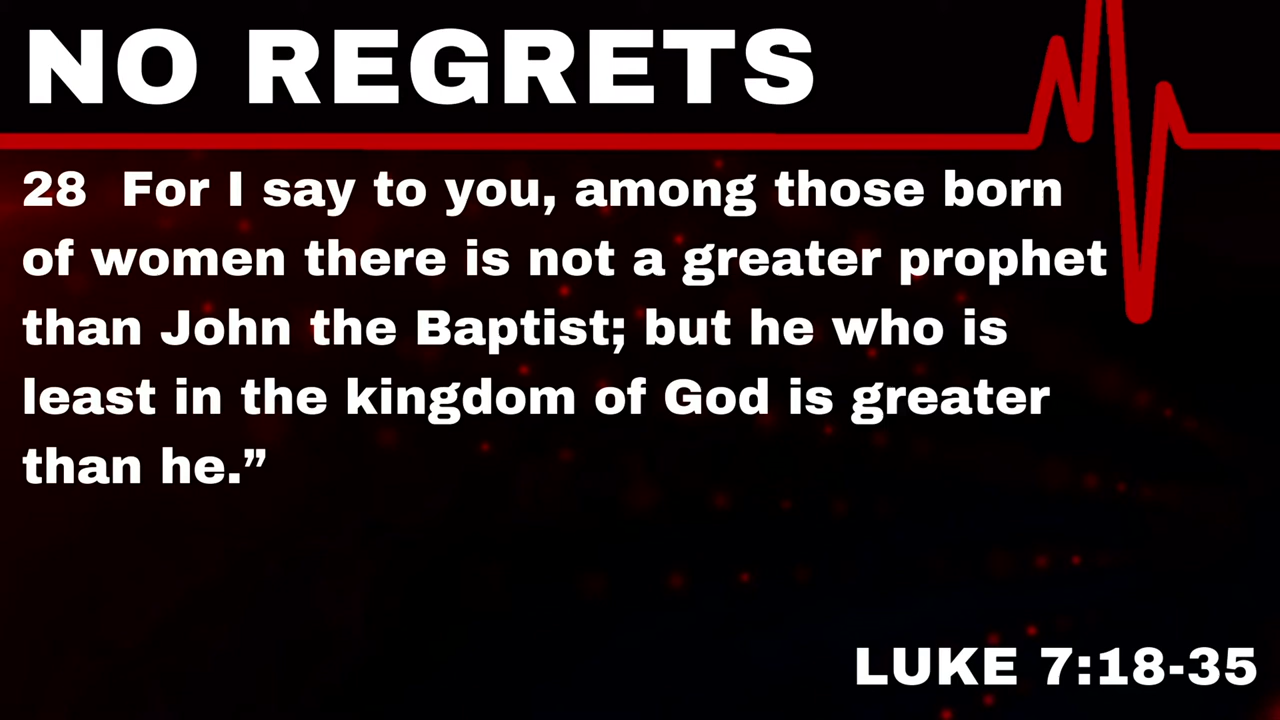 NO REGRETS
28 For I say to you, among those born
of women there is not a greater prophet
than John the Baptist; but he who is
least in the kingdom of God is greater
than he.”
LUKE 7:18-35